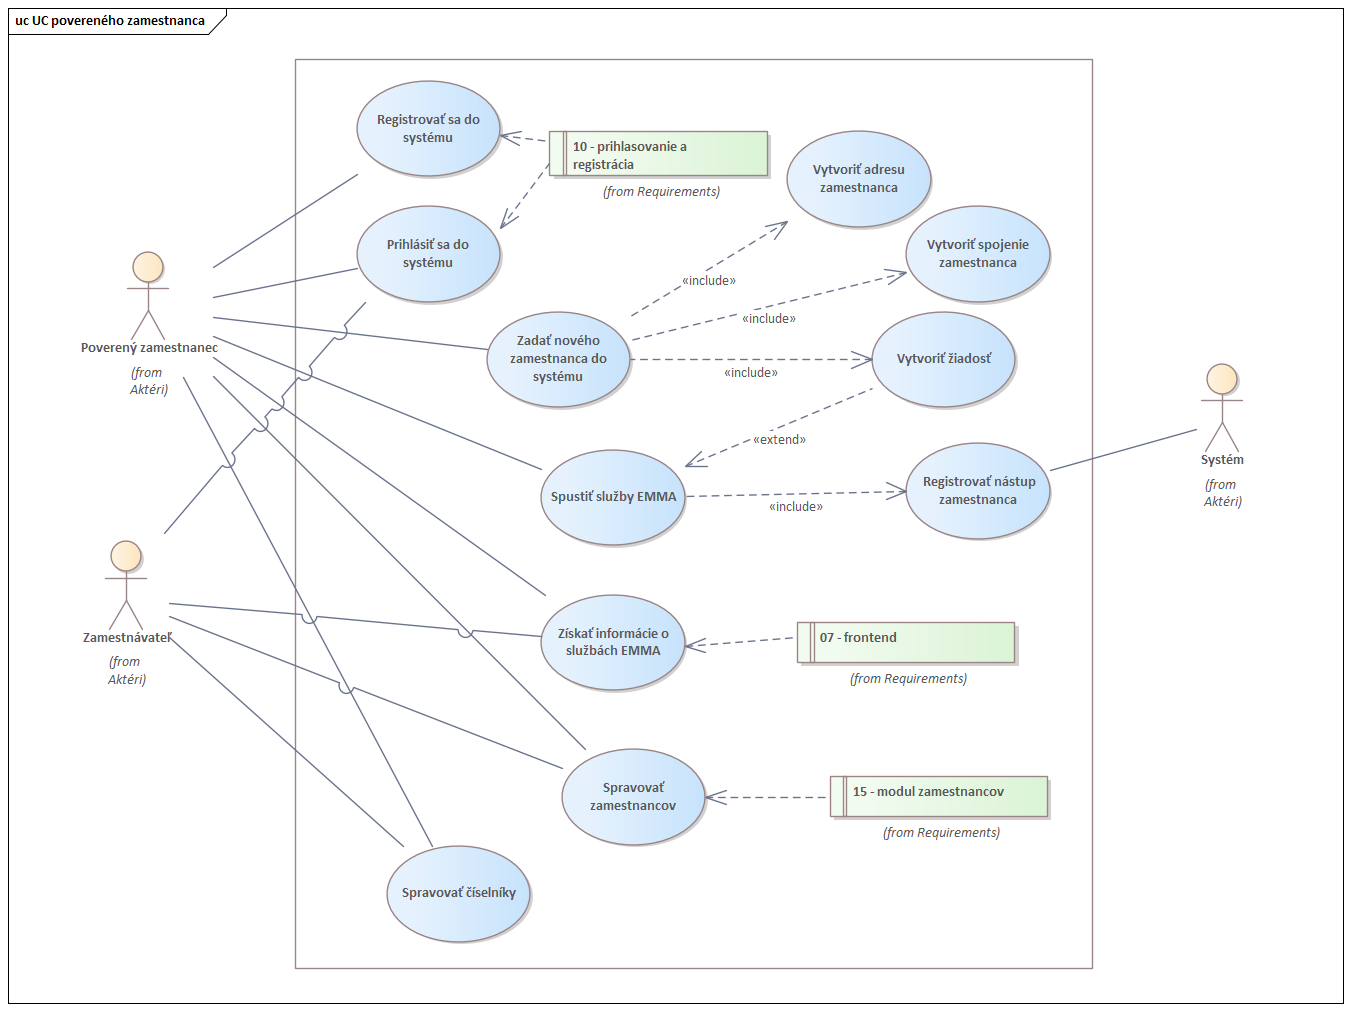 uc UC povereného zamestnanca
Registrovať sa do
systému
10 - prihlasovanie a
registrácia
(from Requirements)
Vytvoriť adresu
zamestnanca
Prihlásiť sa do
systému
Vytvoriť spojenie
zamestnanca
«include»
«include»
Poverený zamestnanec
(from
Aktéri)
Zadať nového
zamestnanca do
systému
Vytvoriť žiadosť
«include»
«extend»
Systém
(from
Aktéri)
Spustiť služby EMMA
Registrovať nástup
zamestnanca
«include»
Zamestnávateľ
(from
Aktéri)
Získať informácie o
službách EMMA
07 - frontend
(from Requirements)
Spravovať
zamestnancov
15 - modul zamestnancov
(from Requirements)
Spravovať číselníky